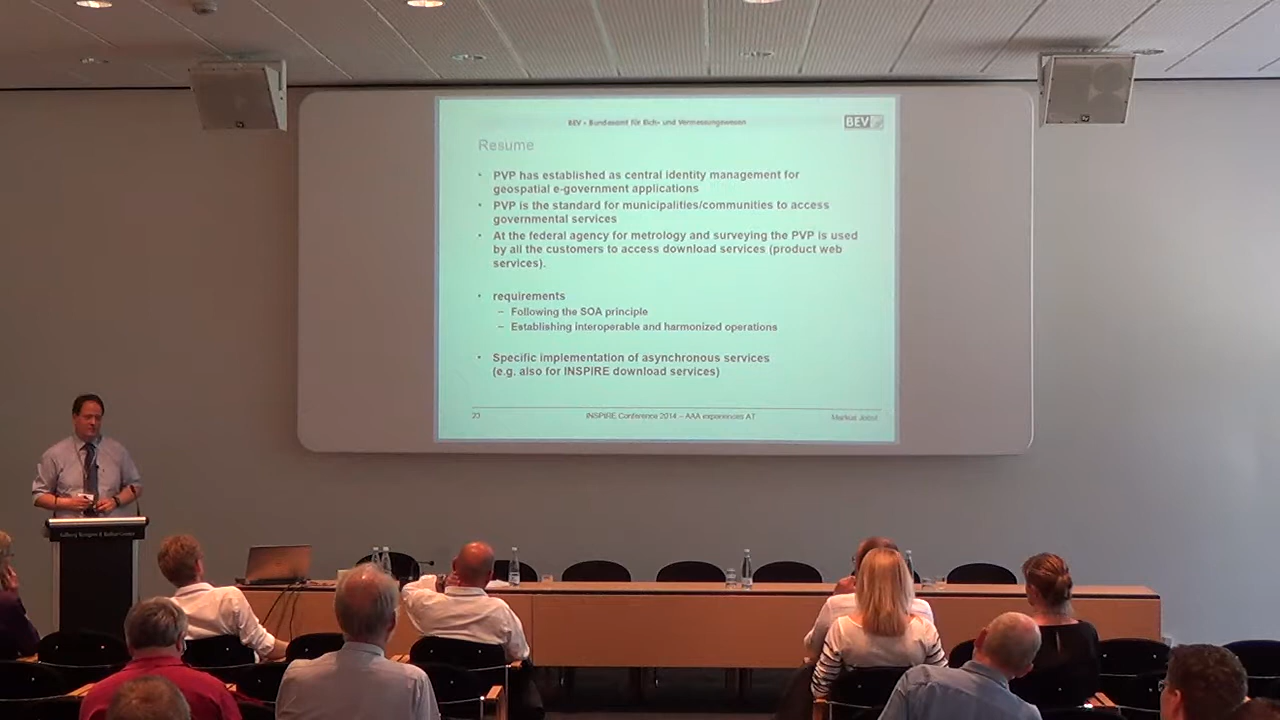 BEV - Bundesamt für Eich- und Vermessungswesen
BEV
Resume
• PVP has established as central identity management for
geospatial e-government applications
• PVP is the standard for municipalities/communities to access
governmental services
• At the federal agency for metrology and surveying the PVP is used
by all the customers to access download services (product web
services).
• requirements
– Following the SOA principle
– Establishing interoperable and harmonized operations
• Specific implementation of asynchronous services
(e.g. also for INSPIRE download services)
23
INSPIRE Conference 2014 – AAA experiences AT
Markus Jobst
Aalborg Kongres & Kultur Center